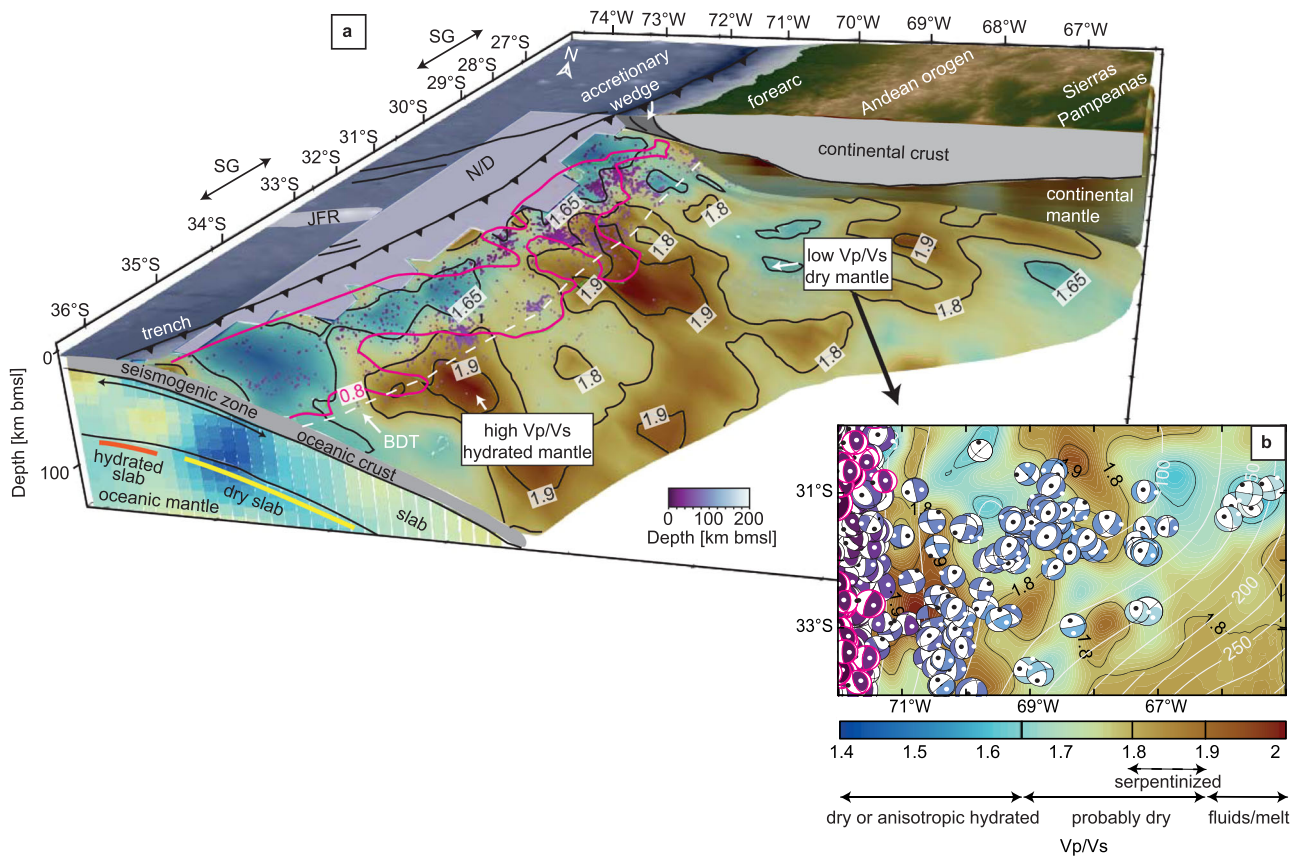 a
74°W 73°W 72°W 71°W 70°W 69°W 68°W 67°W
SG
27°S
28°S
29°S
30°S
31°S
32°S
33°S
34°S
35°S
36°S
SG
N
accretionary
wedge
forearc
Andean orogen
Sierras
Pampeanas
continental crust
continental
mantle
N/D
JFR
trench
1.65
1.8
1.8
1.9
1.9
low Vp/Vs
dry mantle
1.65
1.8
1.65
1.9
1.8
1.9
1.8
0.8
1.9
1.9
BDT
high Vp/Vs
hydrated mantle
0
100
Depth [km bmsl]
seismogenic zone
oceanic crust
hydrated
slab
dry slab
slab
oceanic mantle
0 100 200
Depth [km bmsl]
b
31°S
33°S
1.9
1.8
100
1.8
1.8
1.9
200
1.8
1.8
250
71°W 69°W 67°W
1.4 1.5 1.6 1.7 1.8 1.9 2
serpentinized
dry or anisotropic hydrated probably dry fluids/melt
Vp/Vs